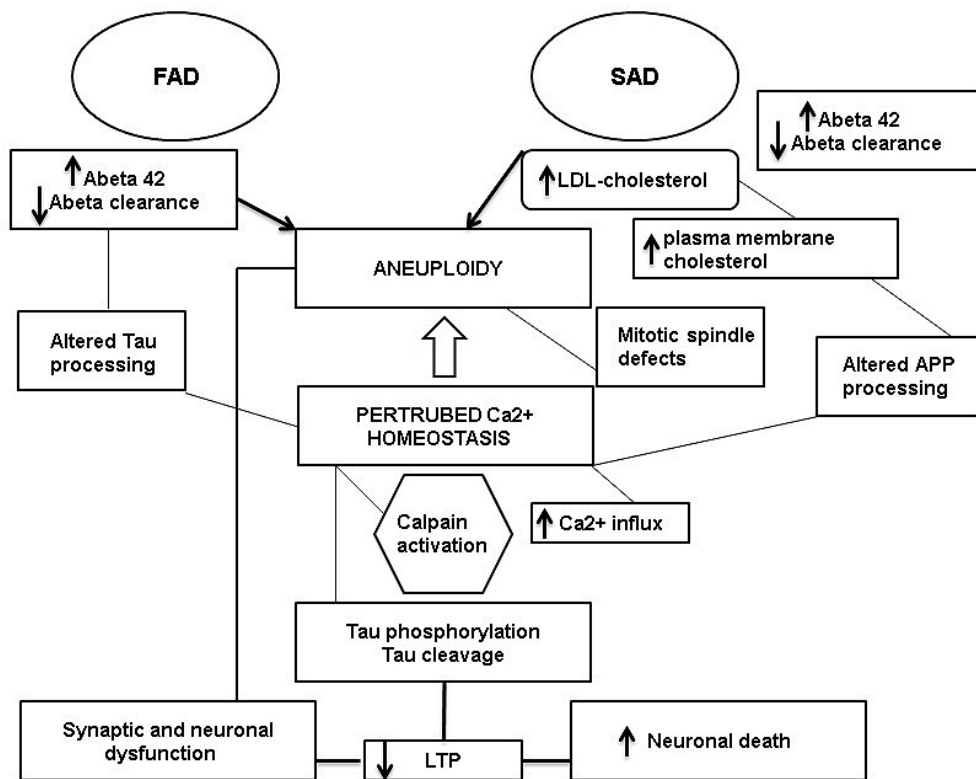 FAD
SAD
↑ Abeta 42
↓ Abeta clearance
↑ Abeta 42
↓ Abeta clearance
↑ LDL-cholesterol
↑ plasma membrane
cholesterol
ANEUPLOIDY
Altered Tau
processing
Mitotic spindle
defects
Altered APP
processing
PERTRUBED Ca2+
HOMEOSTASIS
Calpain
activation
↑ Ca2+ influx
Tau phosphorylation
Tau cleavage
Synaptic and neuronal
dysfunction
↓ LTP
↑ Neuronal death